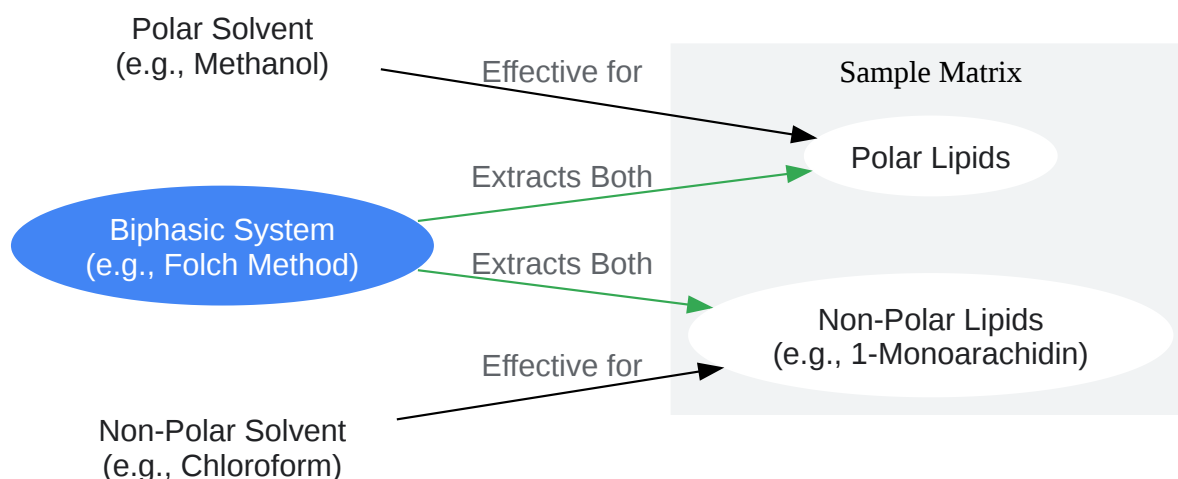 Polar Solvent
(e.g., Methanol)
Effective for
Sample Matrix
Polar Lipids
Extracts Both
Biphasic System
(e.g., Folch Method)
Extracts Both
Non-Polar Lipids
(e.g., 1-Monoarachidin)
Effective for
Non-Polar Solvent
(e.g., Chloroform)